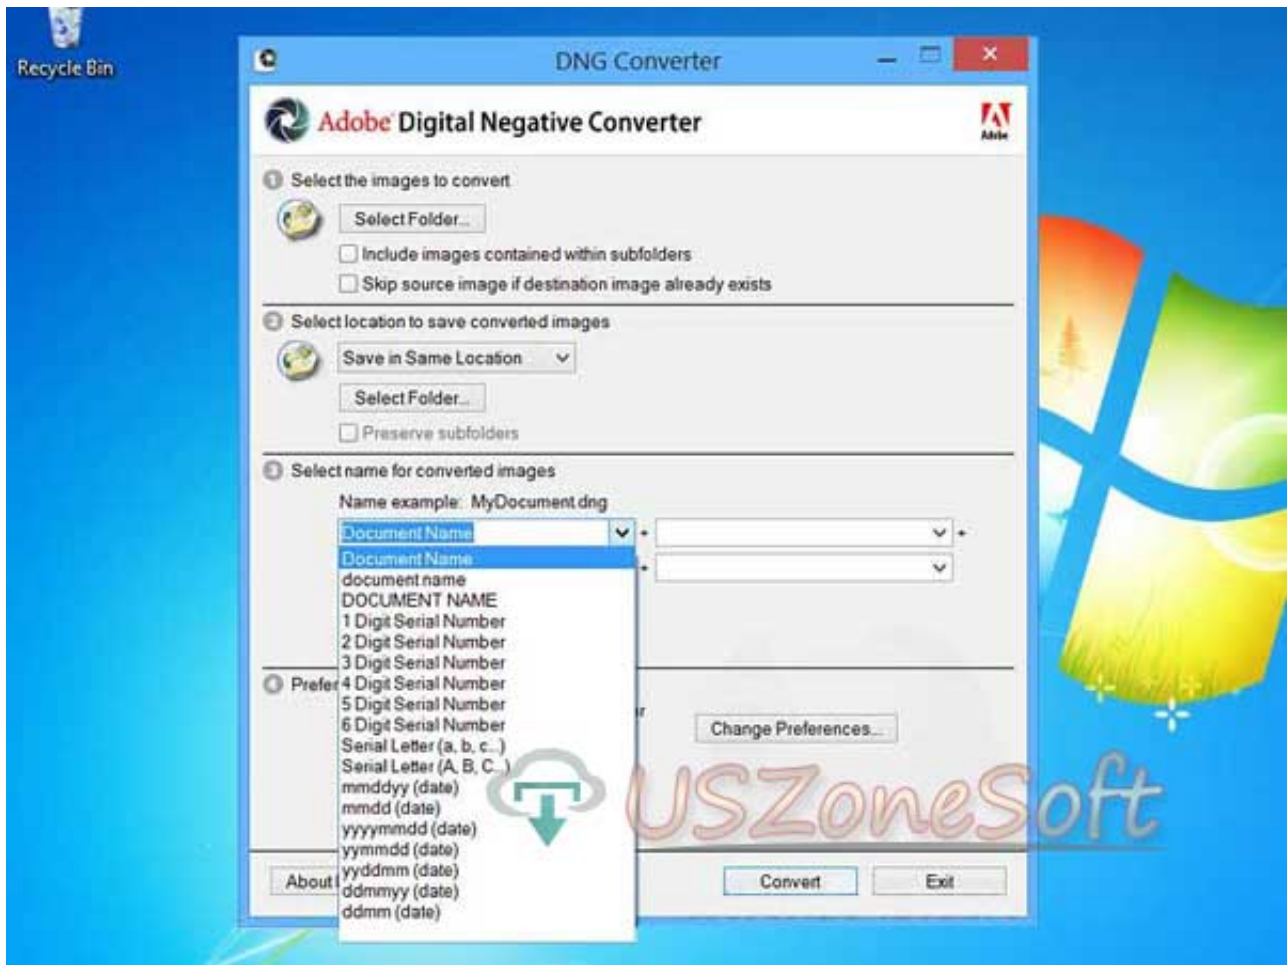 Recycle Bin
DNG Converter
Adobe Digital Negative Converter
Adobe
1 Select the images to convert
Select Folder...
Include images contained within subfolders
Skip source image if destination image already exists
2 Select location to save converted images
Save in Same Location
Select Folder...
Preserve subfolders
3 Select name for converted images
Name example: MyDocument.dng
Document Name + +
Document Name
+
document name
DOCUMENT NAME
1 Digit Serial Number
2 Digit Serial Number
3 Digit Serial Number
4 Prefer
4 Digit Serial Number
5 Digit Serial Number
6 Digit Serial Number
Change Preferences...
Serial Letter (a, b, c...)
Serial Letter (A, B, C...)
mmddyy (date)
mmdd (date)
yyyymmdd (date)
yymmdd (date)
yyddmm (date)
ddmmyy (date)
ddmm (date)
USZoneSoft
About
Convert
Exit